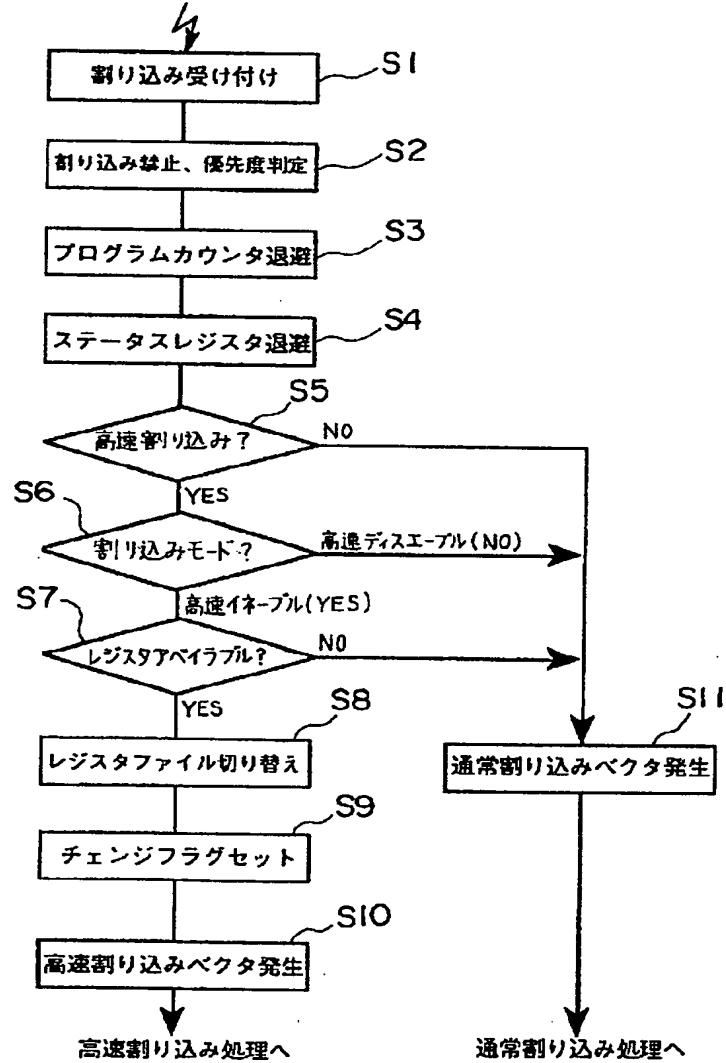 割り込み受け付け
S1
割り込み禁止、優先度判定
S2
プログラムカウンタ退避
S3
ステータスレジスタ退避
S4
S5
高速割り込み?
NO
YES
S6
割り込みモード?
高速ディスエーブル(NO)
高速イネーブル(YES)
S7
レジスタアベイラブル?
NO
YES
S8
レジスタファイル切り替え
S11
通常割り込みベクタ発生
S9
チェンジフラグセット
S10
高速割り込みベクタ発生
高速割り込み処理へ
通常割り込み処理へ